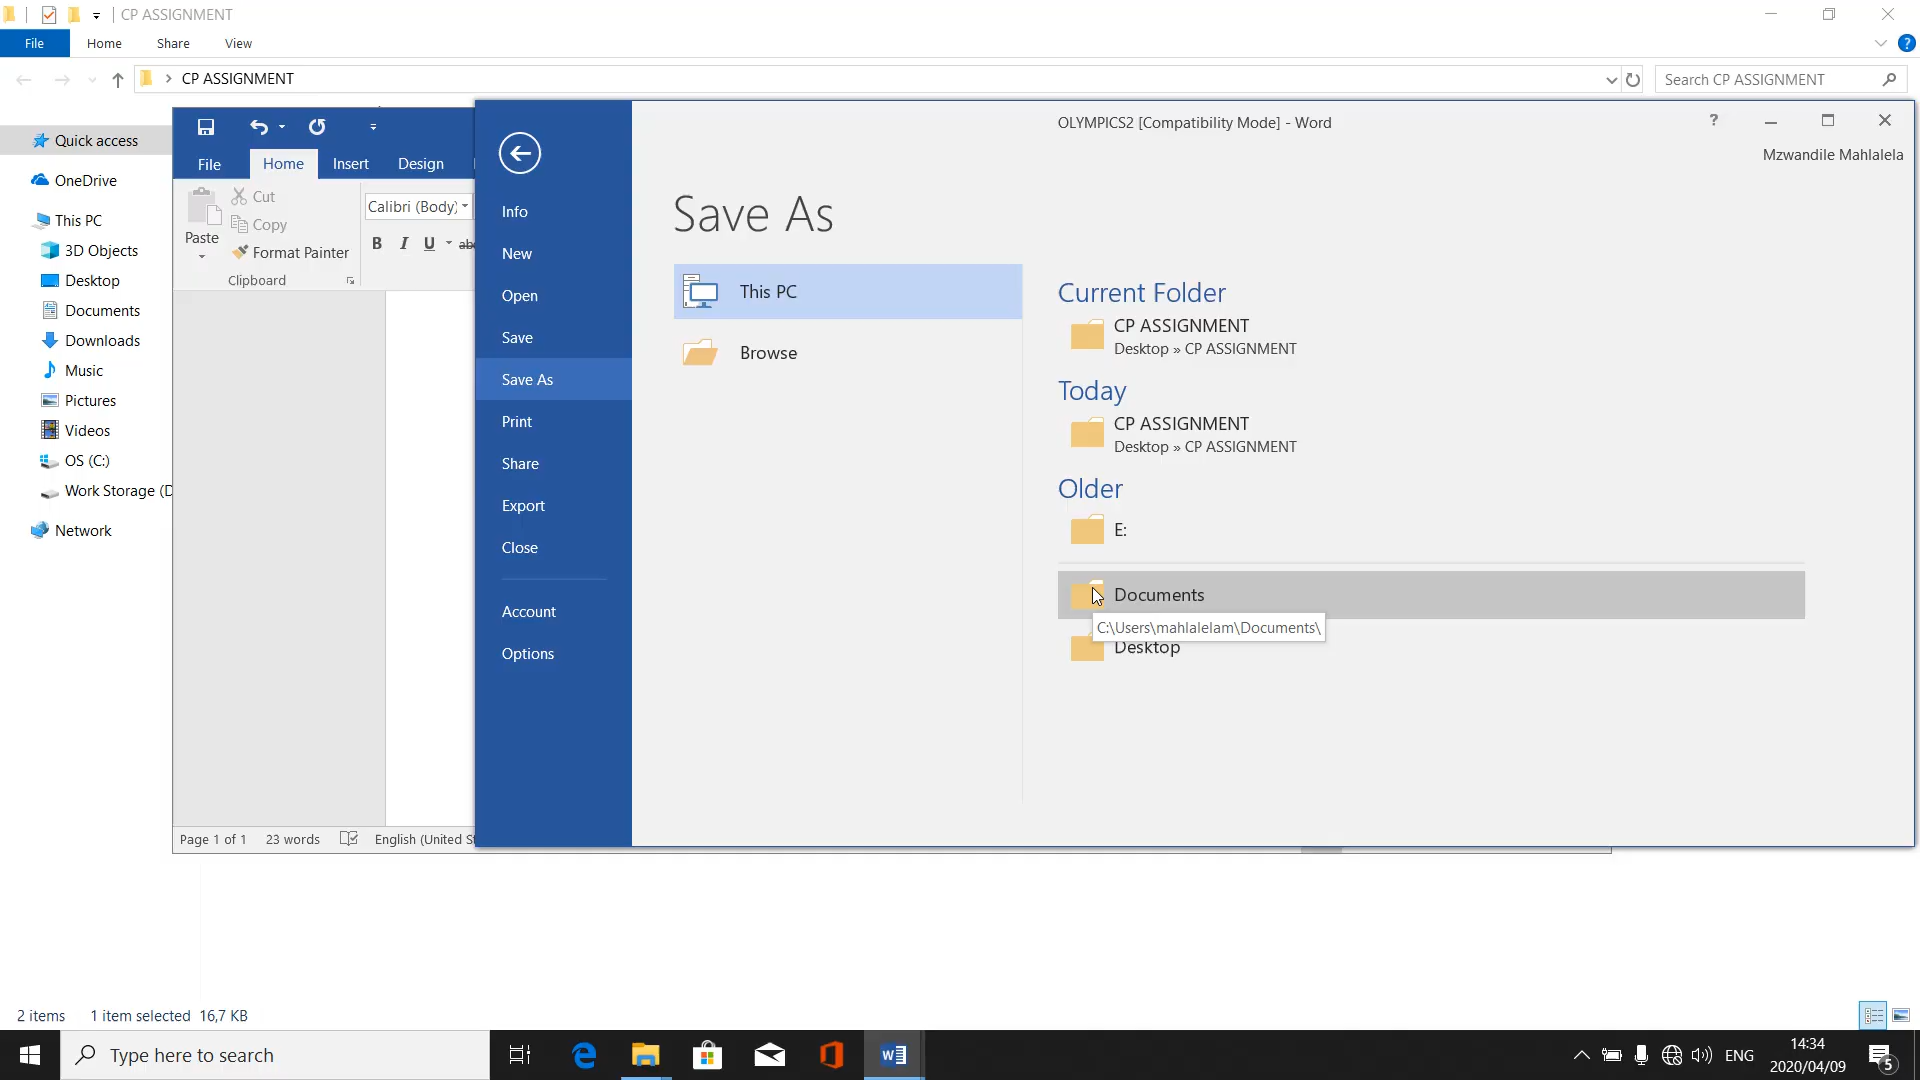 CP ASSIGNMENT
File Home Share View
CP ASSIGNMENT
Search CP ASSIGNMENT
Quick access
OneDrive
This PC
3D Objects
Desktop
Documents
Downloads
Music
Pictures
Videos
OS (C:)
Work Storage (D
Network
File Home Insert Design
Paste
Cut
Copy
Format Painter
Clipboard
Calibri (Body)
B I U abc
Page 1 of 1 23 words English (United St
OLYMPICS2 [Compatibility Mode] - Word
?
Mzwandile Mahlalela
Info
New
Open
Save
Save As
Print
Share
Export
Close
Account
Options
Save As
This PC
Browse
Current Folder
CP ASSIGNMENT
Desktop » CP ASSIGNMENT
Today
CP ASSIGNMENT
Desktop » CP ASSIGNMENT
Older
E:
Documents
C:\Users\mahlalelam\Documents\
Desktop
2 items 1 item selected 16,7 KB
Type here to search
ENG
14:34
2020/04/09
5